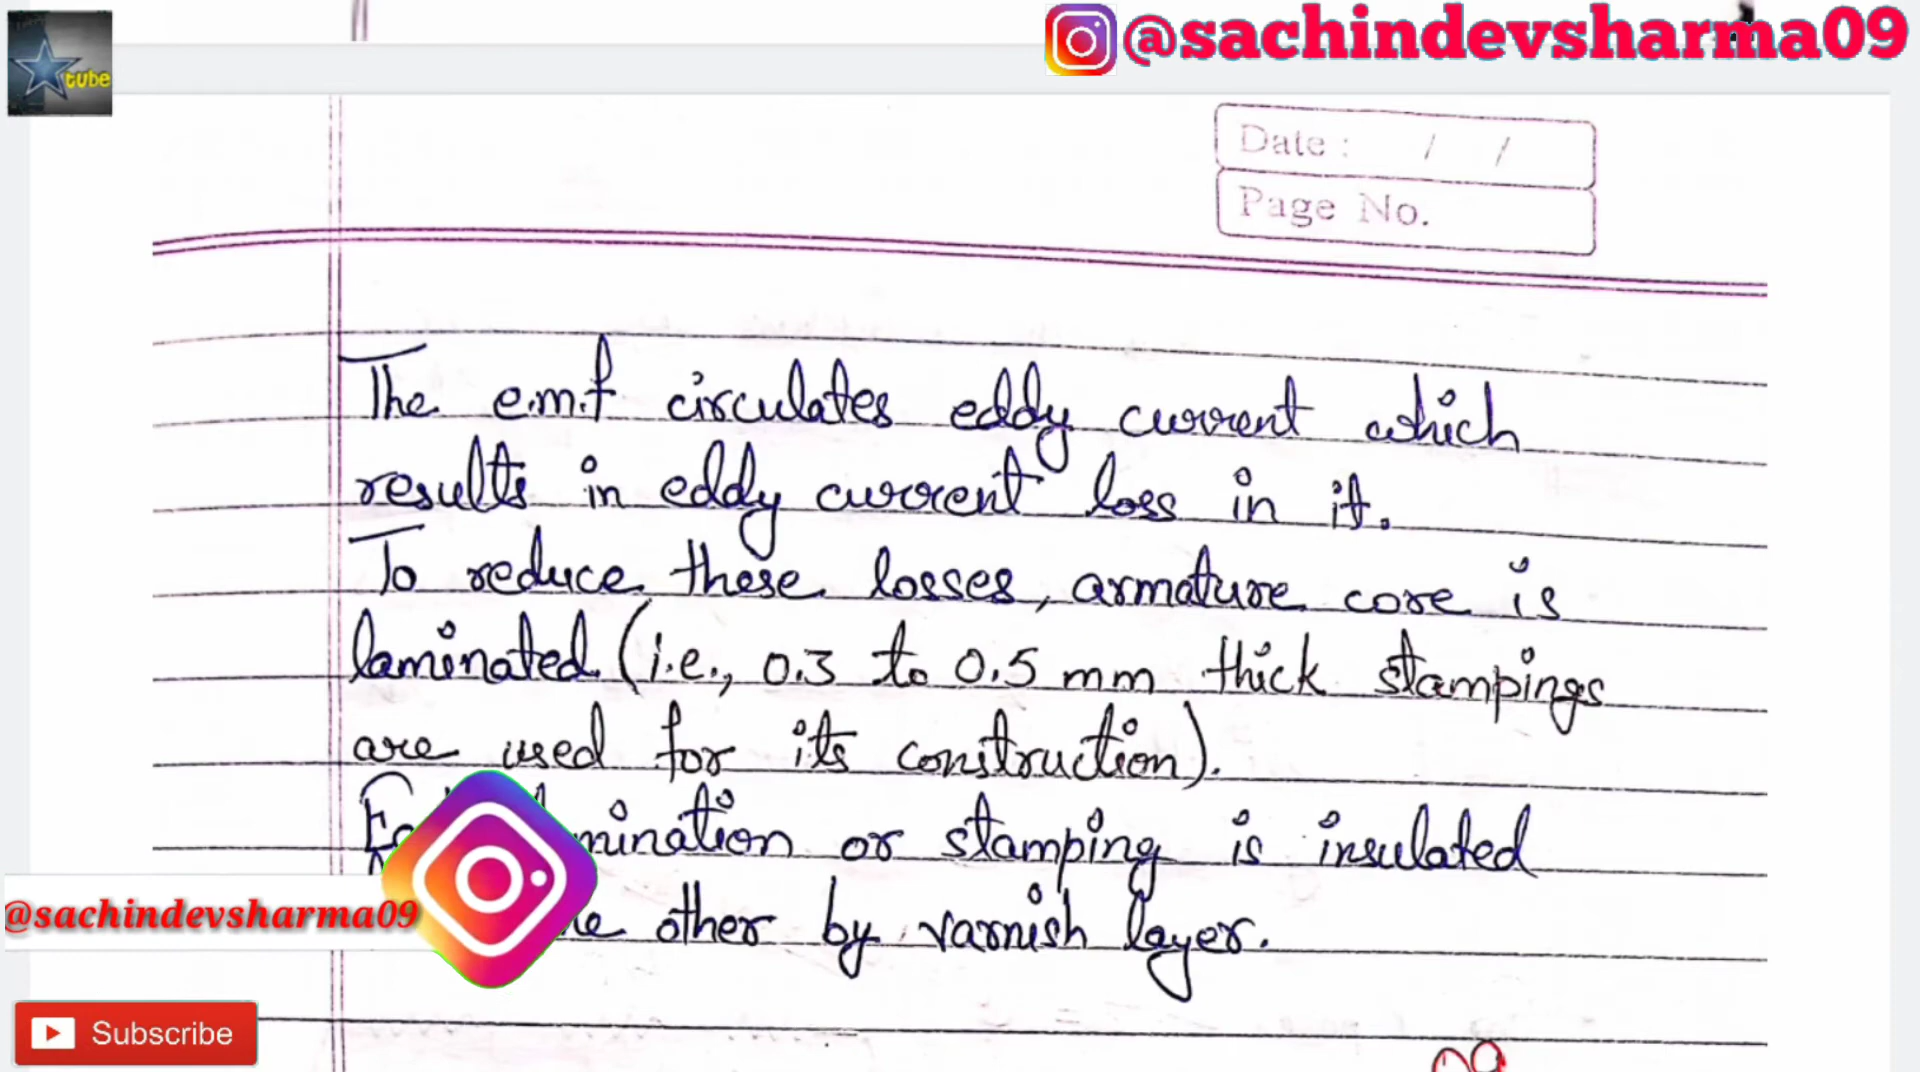 tube
@sachindevsharma09
Date : / /
Page No.
The e.m.f circulates eddy current which
results in eddy current loss in it.
To reduce these losses, armature core is
laminated (i.e., 0.3 to 0.5 mm thick stampings
are used for its construction).
or stamping is insulated
other by varnish layer.
@sachindevsharma09
Subscribe